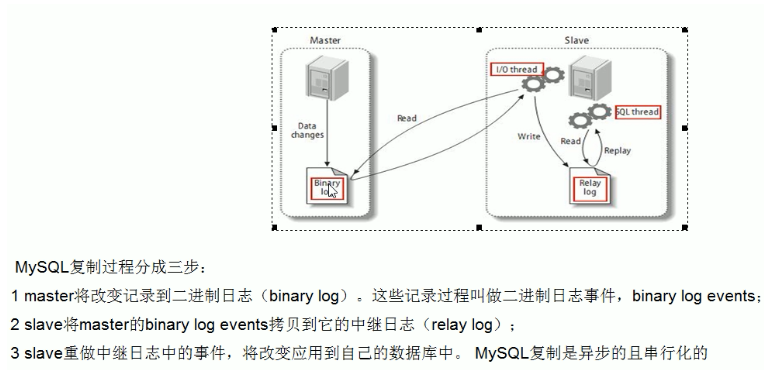 Master
Slave
I/O thread
SQL thread
Data
changes
Read
Write
Read
Replay
Binary
log
Relay
log
MySQL复制过程分成三步：
1 master将改变记录到二进制日志（binary log）。这些记录过程叫做二进制日志事件，binary log events；
2 slave将master的binary log events拷贝到它的中继日志（relay log）；
3 slave重做中继日志中的事件，将改变应用到自己的数据库中。 MySQL复制是异步的且串行化的